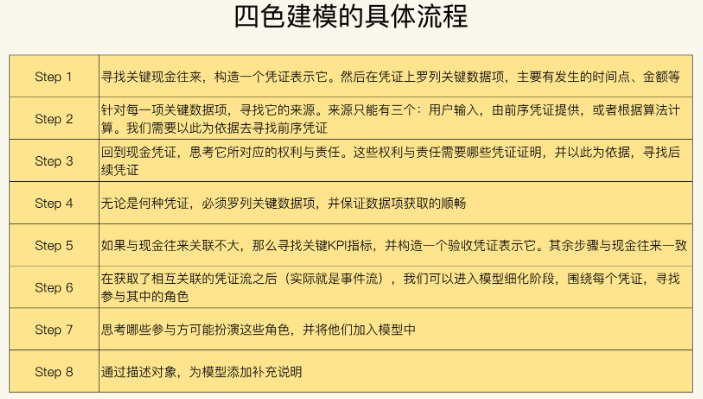 四色建模的具体流程
Step 1
寻找关键现金往来，构造一个凭证表示它。然后在凭证上罗列关键数据项，主要有发生的时间点、金额等
Step 2
针对每一项关键数据项，寻找它的来源。来源只能有三个：用户输入，由前序凭证提供，或者根据算法计
算。我们需要以此为依据去寻找前序凭证
Step 3
回到现金凭证，思考它所对应的权利与责任。这些权利与责任需要哪些凭证证明，并以此为依据，寻找后
续凭证
Step 4
无论是何种凭证，必须罗列关键数据项，并保证数据项获取的顺畅
Step 5
如果与现金往来关联不大，那么寻找关键KPI指标，并构造一个验收凭证表示它。其余步骤与现金往来一致
Step 6
在获取了相互关联的凭证流之后（实际就是事件流），我们可以进入模型细化阶段，围绕每个凭证，寻找
参与其中的角色
Step 7
思考哪些参与方可能扮演这些角色，并将他们加入模型中
Step 8
通过描述对象，为模型添加补充说明